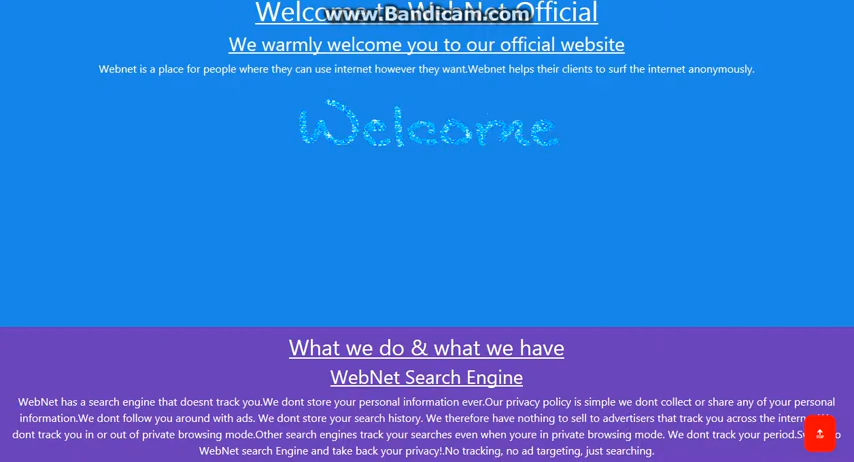 Welcome to WebNet Official
www.Bandicam.com
We warmly welcome you to our official website
Webnet is a place for people where they can use internet however they want.Webnet helps their clients to surf the internet anonymously.
Welcome
What we do & what we have
WebNet Search Engine
WebNet has a search engine that doesnt track you.We dont store your personal information ever.Our privacy policy is simple we dont collect or share any of your personal
information.We dont follow you around with ads. We dont store your search history. We therefore have nothing to sell to advertisers that track you across the
dont track you in or out of private browsing mode.Other search engines track your searches even when youre in private browsing mode. We dont track your period.
WebNet search Engine and take back your privacy!.No tracking, no ad targeting, just searching.